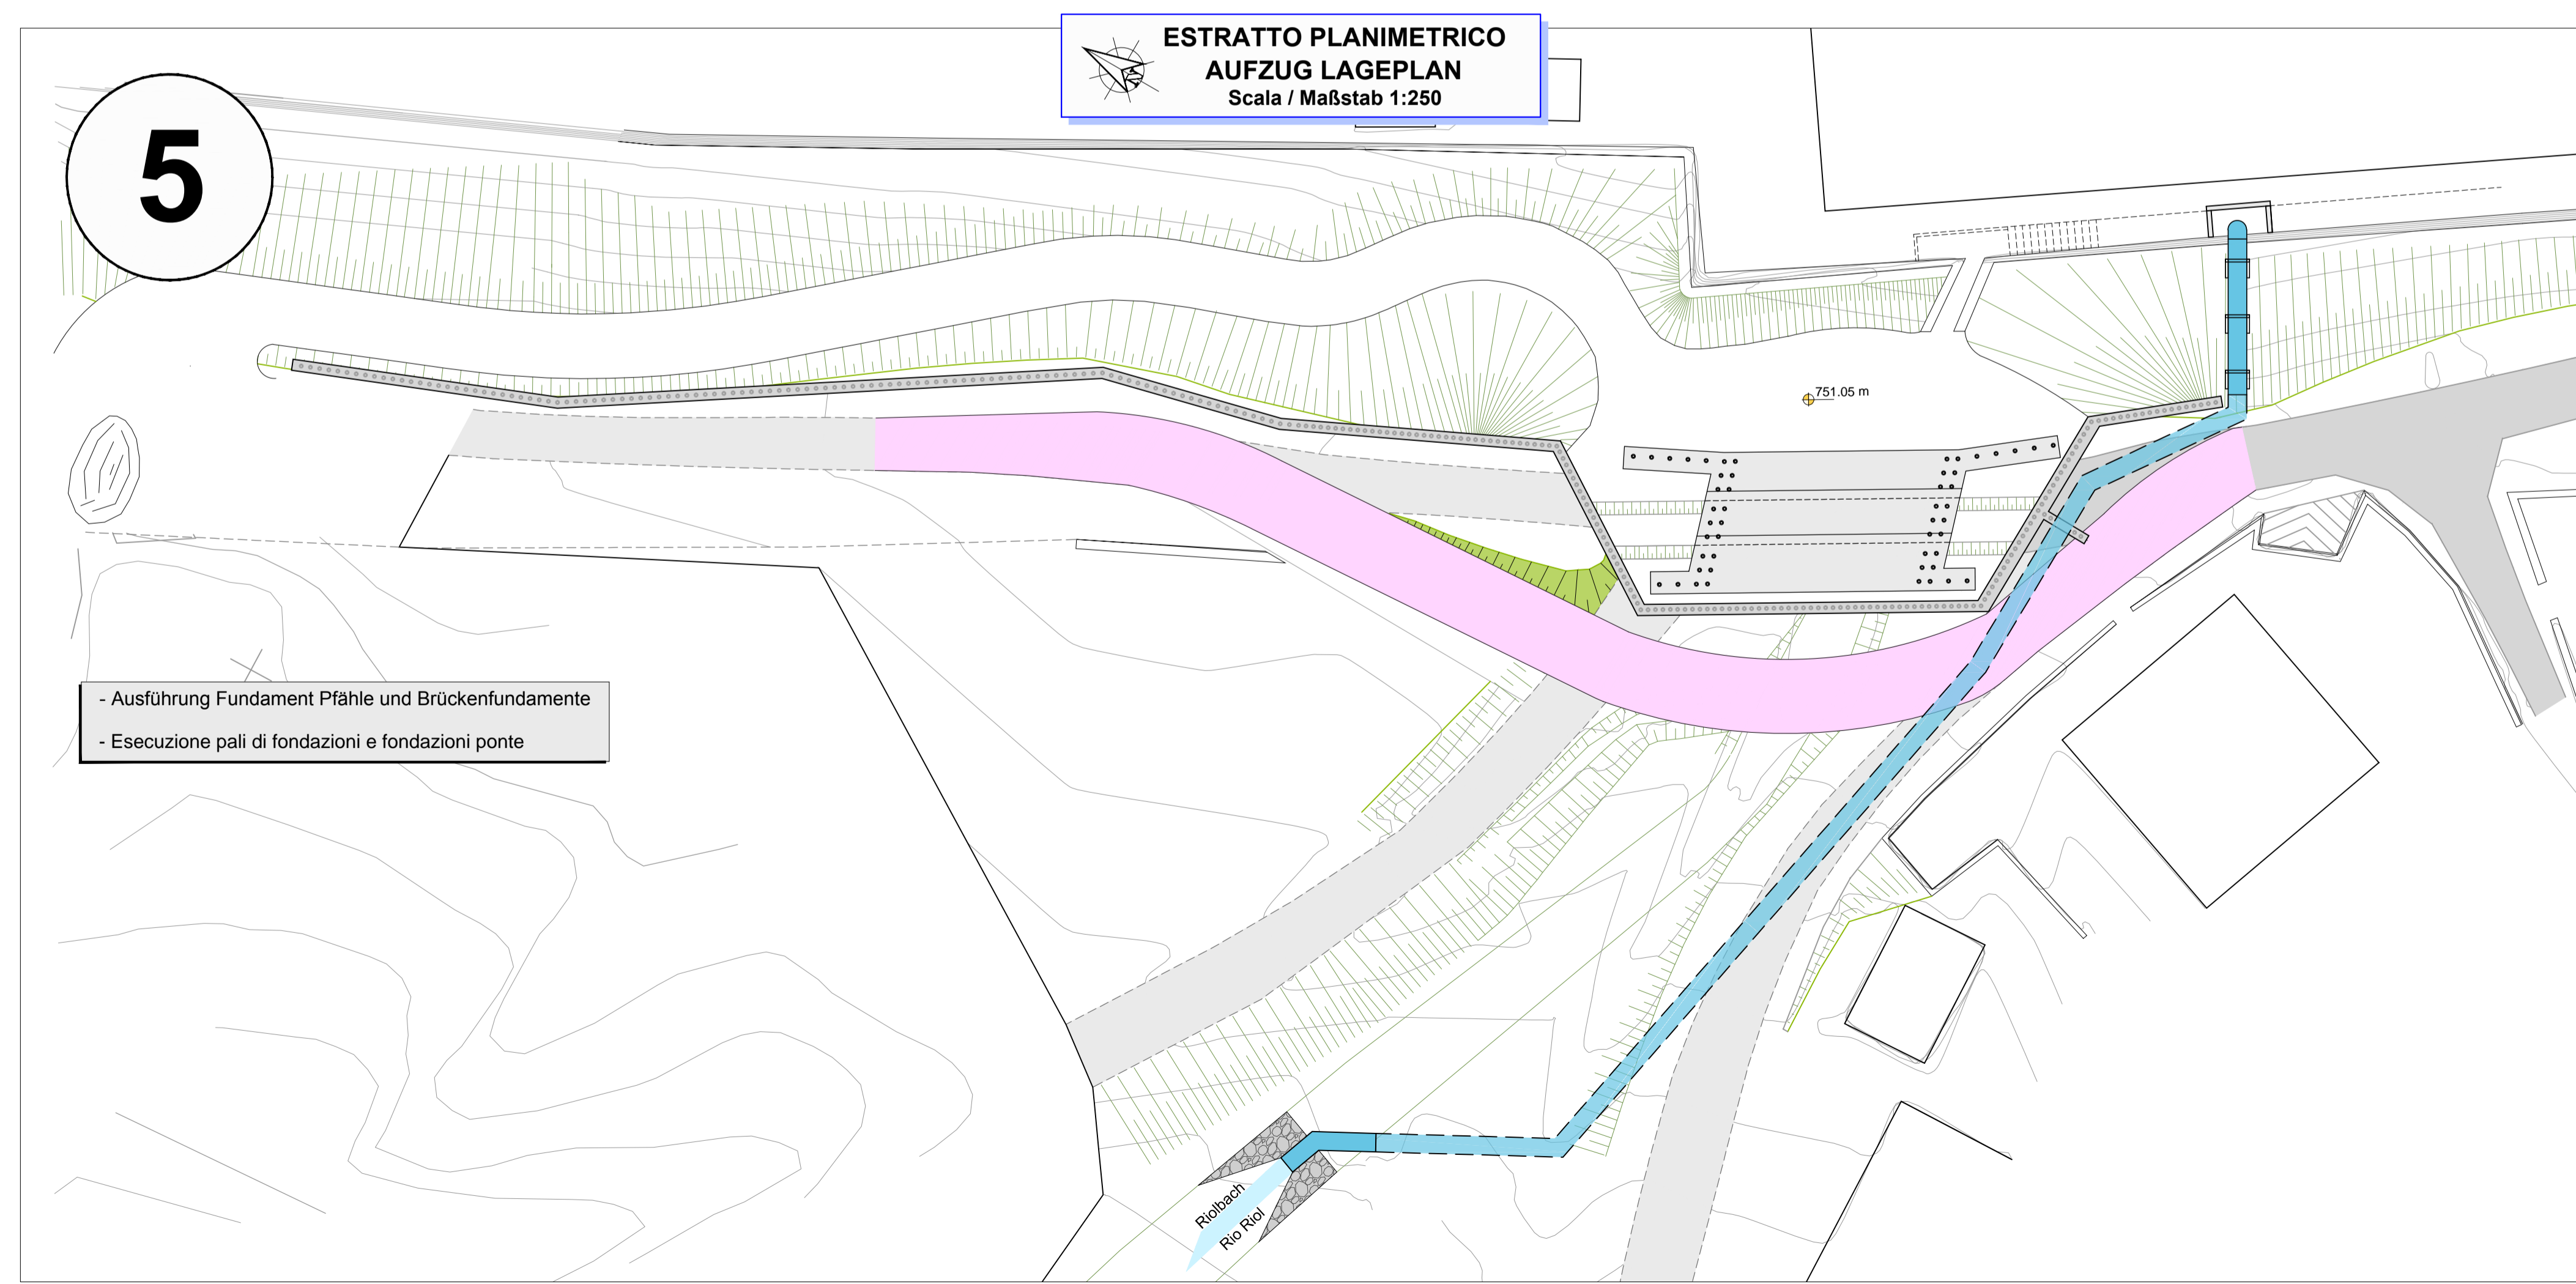 ESTRATTO PLANIMETRICO
AUFZUG LAGEPLAN
Scala / Maßstab 1:250
5
751.05 m
- Ausführung Fundament Pfähle und Brückenfundamente
- Esecuzione pali di fondazioni e fondazioni ponte
Riolbach
Rio Riol